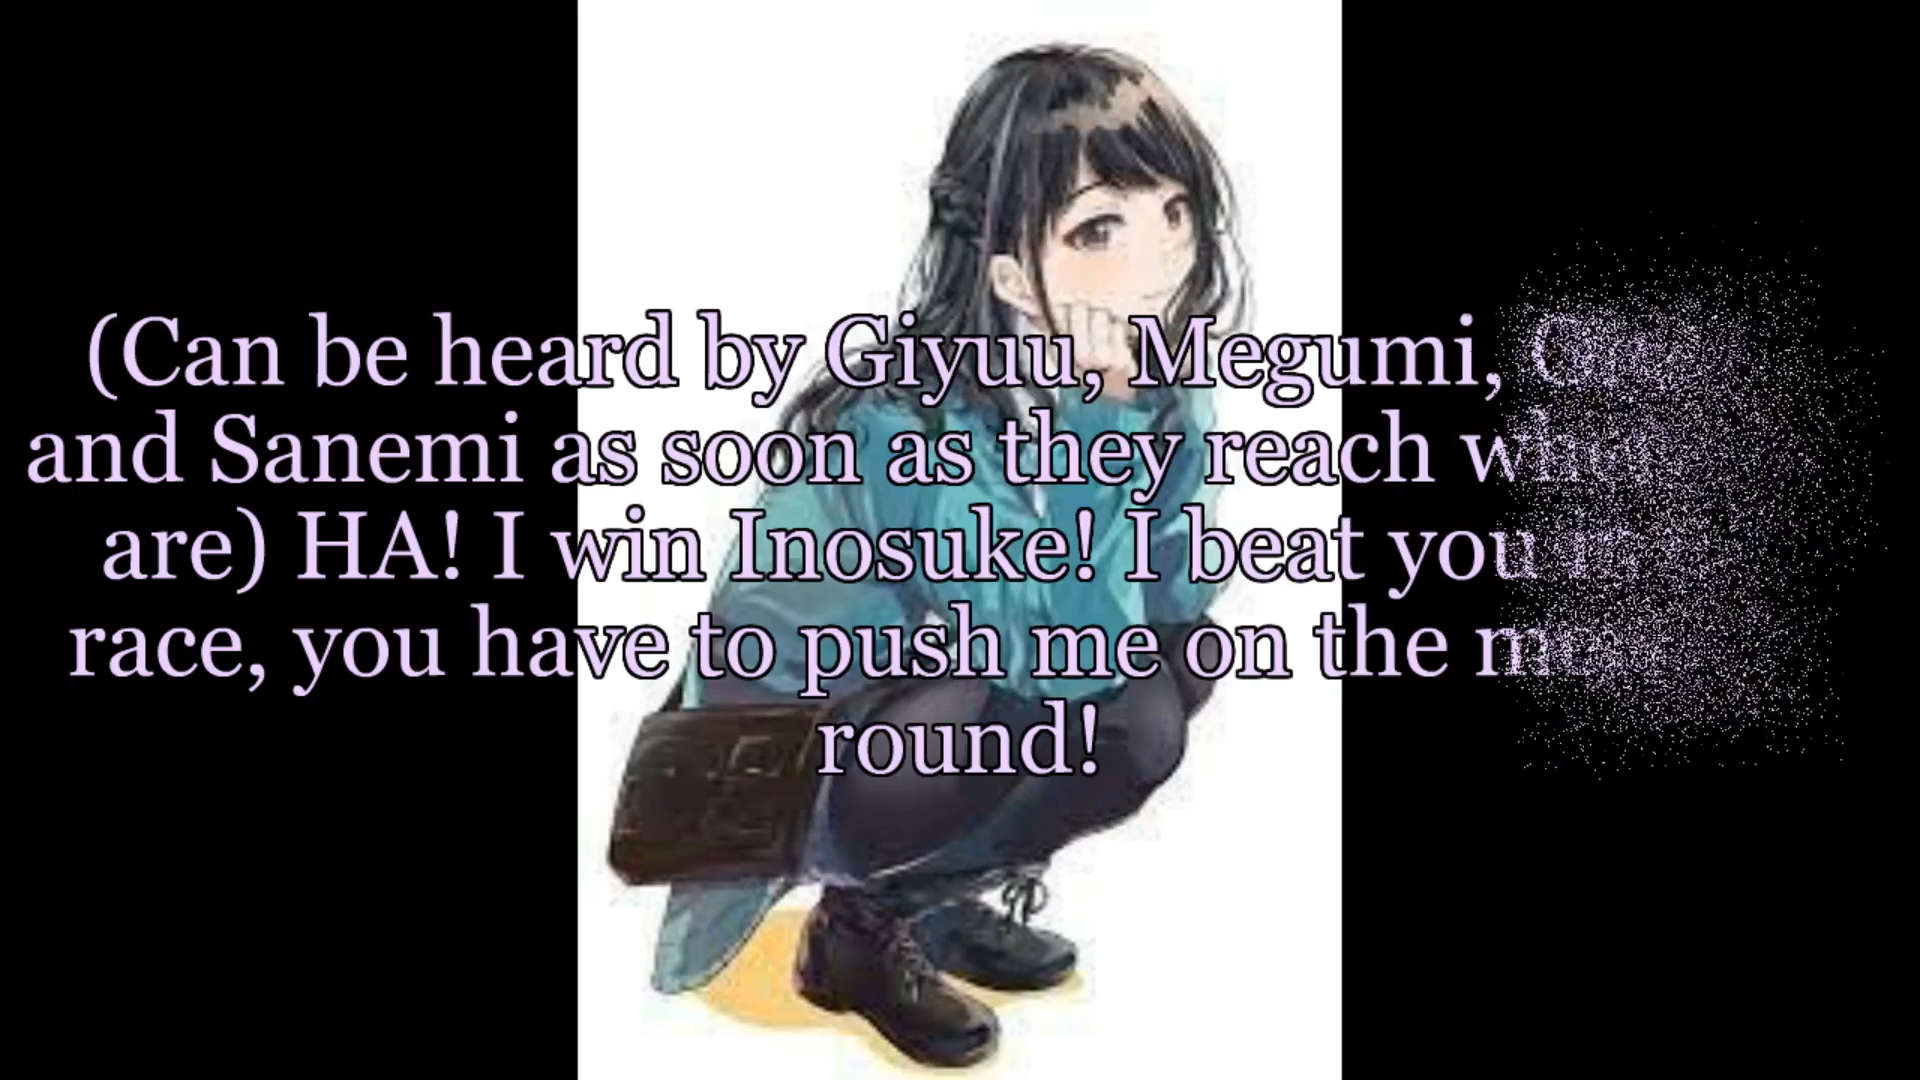 (Can be heard by Giyuu, Megumi,
and Sanemi as soon as they reach
are) HA! I win Inosuke! I beat you
race, you have to push me on the
round!